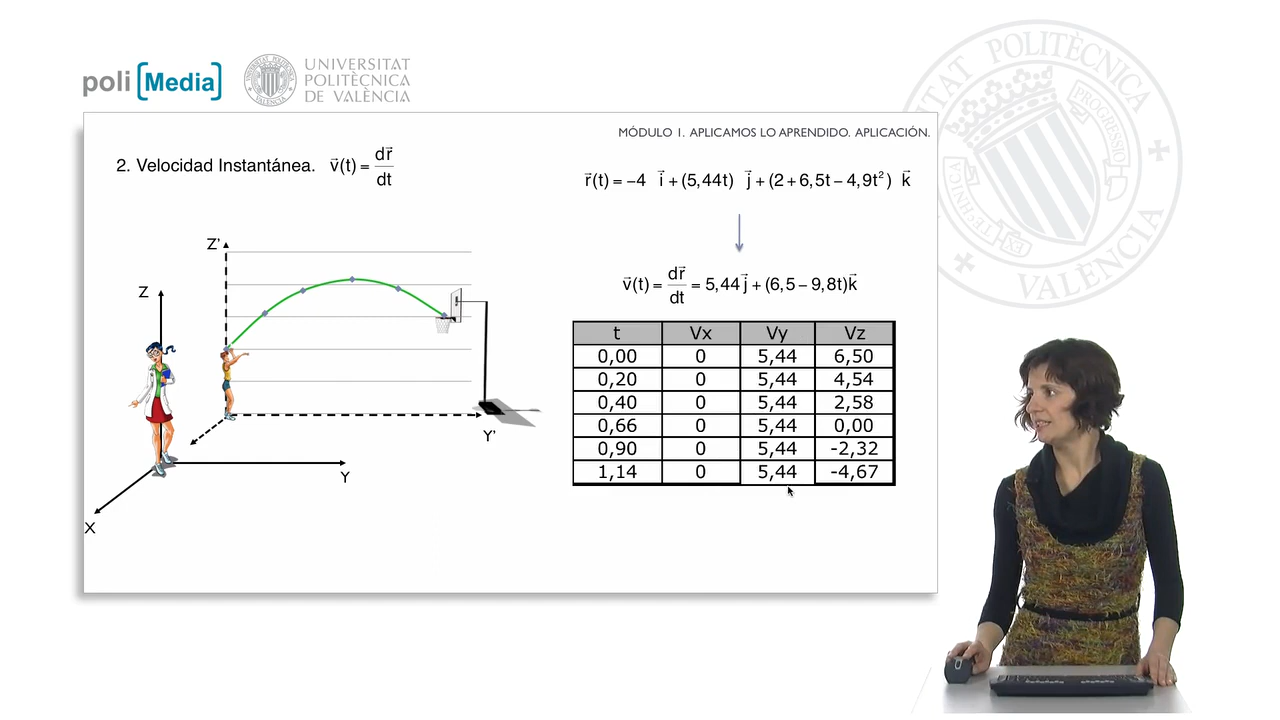 poli[Media]
UNIVERSITAT
POLITÈCNICA
DE VALÈNCIA
MÓDULO 1. APLICAMOS LO APRENDIDO. APLICACIÓN.
2. Velocidad Instantánea. v⃗(t) = dr⃗/dt
r⃗(t) = −4 i⃗ + (5,44t) j⃗ + (2 + 6,5t − 4,9t²) k⃗
v⃗(t) = dr⃗/dt = 5,44 j⃗ + (6,5 − 9,8t)k⃗
Z'
Z
Y'
Y
X
t Vx Vy Vz
0,00 0 5,44 6,50
0,20 0 5,44 4,54
0,40 0 5,44 2,58
0,66 0 5,44 0,00
0,90 0 5,44 -2,32
1,14 0 5,44 -4,67
POLITÈCNICA
VALÈNCIA